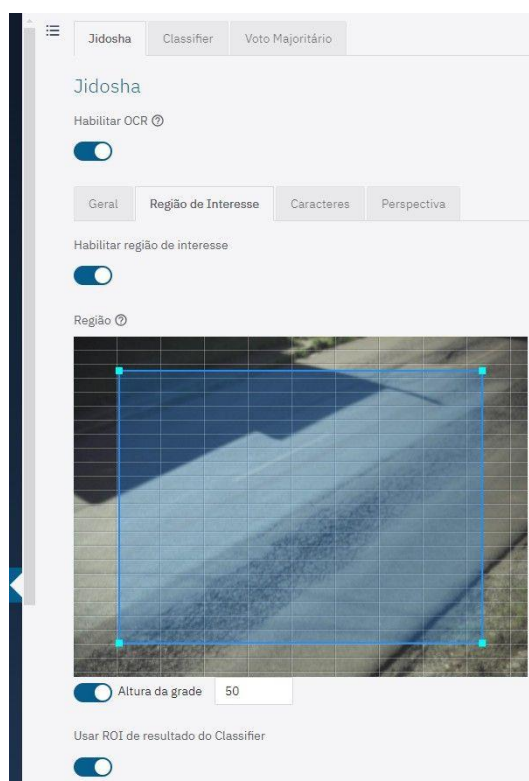 Jidosha Classifier Voto Majoritário
Jidosha
Habilitar OCR
Geral Região de Interesse Caracteres Perspectiva
Habilitar região de interesse
Região
Altura da grade 50
Usar ROI de resultado do Classifier